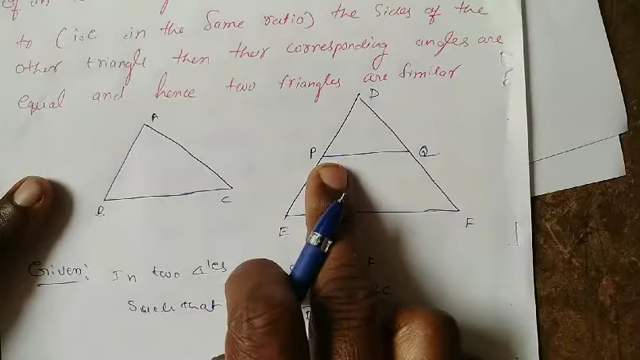 to (i.e in the same ratio) the sides of the
other triangle then their corresponding angles are
equal and hence two triangles are similar
A
B
C
D
P
Q
E
F
Given: In two Δ'les
F
Such that
C